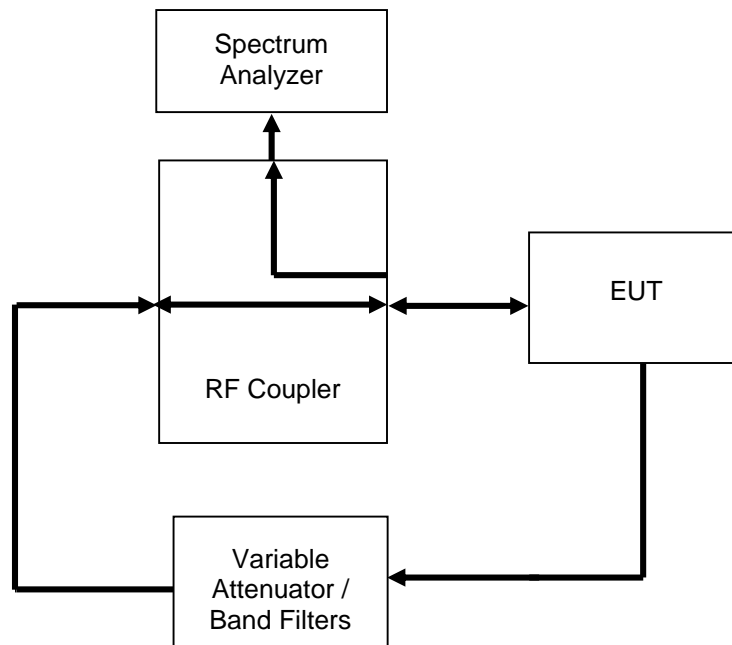 Spectrum
Analyzer
EUT
RF Coupler
Variable
Attenuator /
Band Filters